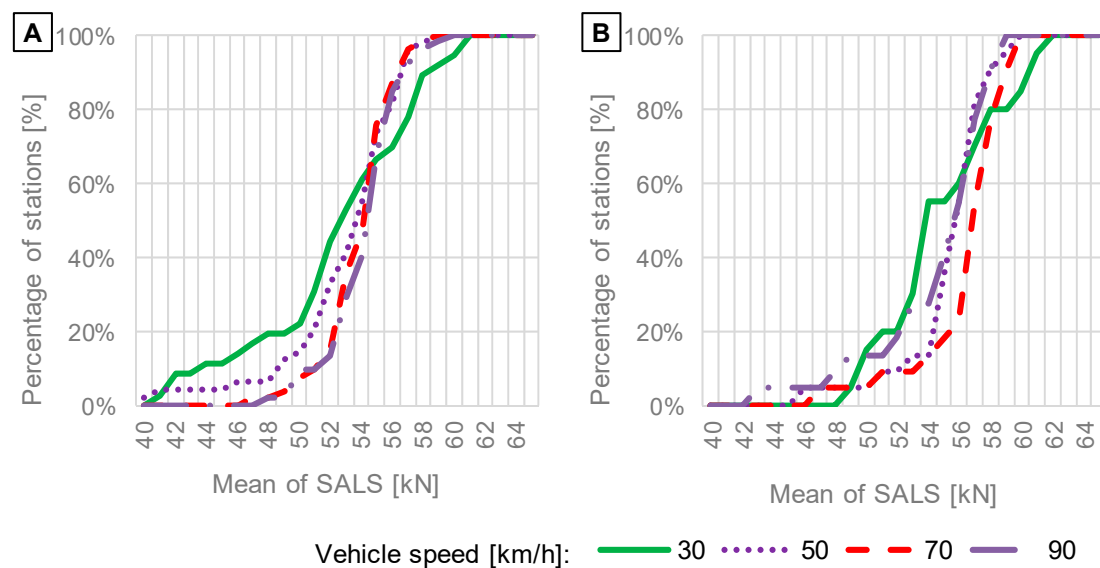 A
B
Percentage of stations [%]
100%
80%
60%
40%
20%
0%
40 42 44 46 48 50 52 54 56 58 60 62 64
Mean of SALS [kN]
Percentage of stations [%]
100%
80%
60%
40%
20%
0%
40 42 44 46 48 50 52 54 56 58 60 62 64
Mean of SALS [kN]
Vehicle speed [km/h]: 30 50 70 90